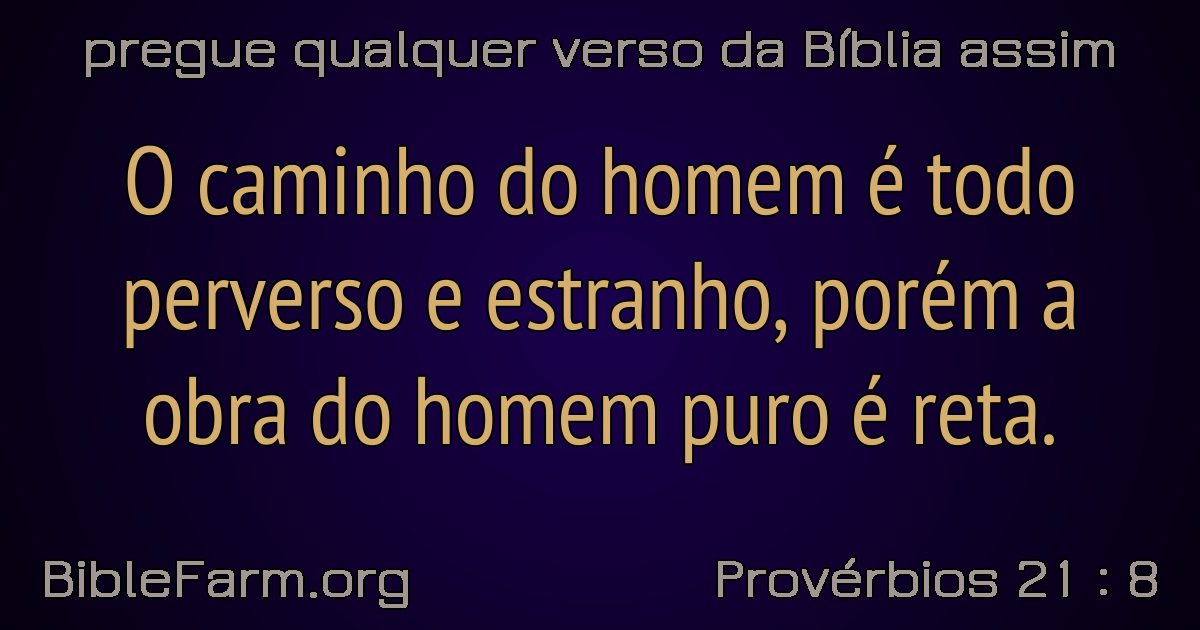 pregue qualquer verso da Bíblia assim
O caminho do homem é todo
perverso e estranho, porém a
obra do homem puro é reta.
BibleFarm.org
Provérbios 21 : 8